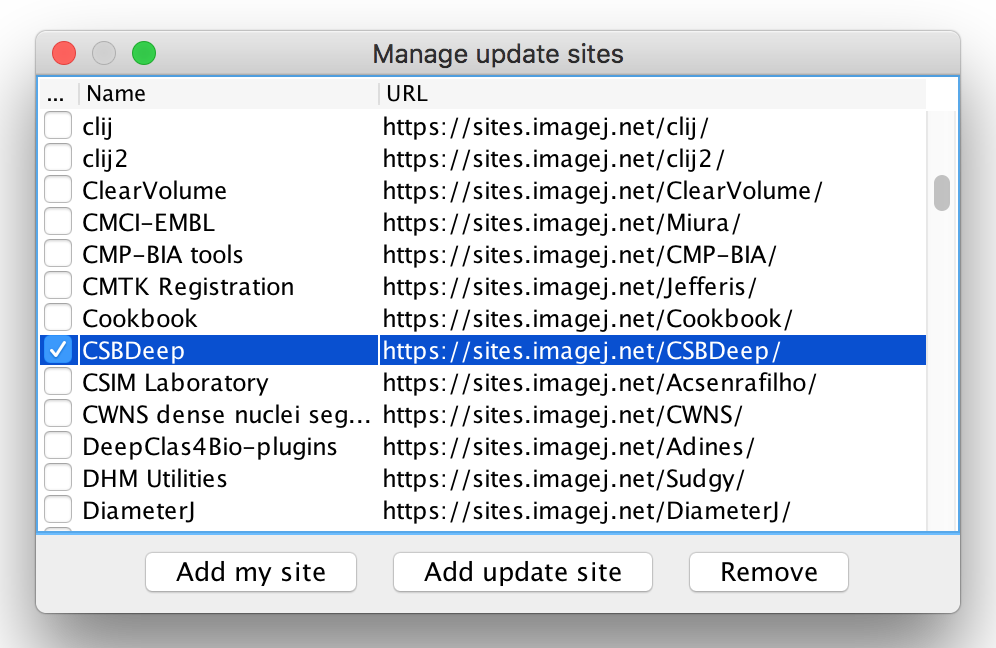 Manage update sites
... Name URL
clij https://sites.imagej.net/clij/
clij2 https://sites.imagej.net/clij2/
ClearVolume https://sites.imagej.net/ClearVolume/
CMCI-EMBL https://sites.imagej.net/Miura/
CMP-BIA tools https://sites.imagej.net/CMP-BIA/
CMTK Registration https://sites.imagej.net/Jefferis/
Cookbook https://sites.imagej.net/Cookbook/
CSBDeep https://sites.imagej.net/CSBDeep/
CSIM Laboratory https://sites.imagej.net/Acsenrafilho/
CWNS dense nuclei seg... https://sites.imagej.net/CWNS/
DeepClas4Bio-plugins https://sites.imagej.net/Adines/
DHM Utilities https://sites.imagej.net/Sudgy/
DiameterJ https://sites.imagej.net/DiameterJ/
Add my site Add update site Remove